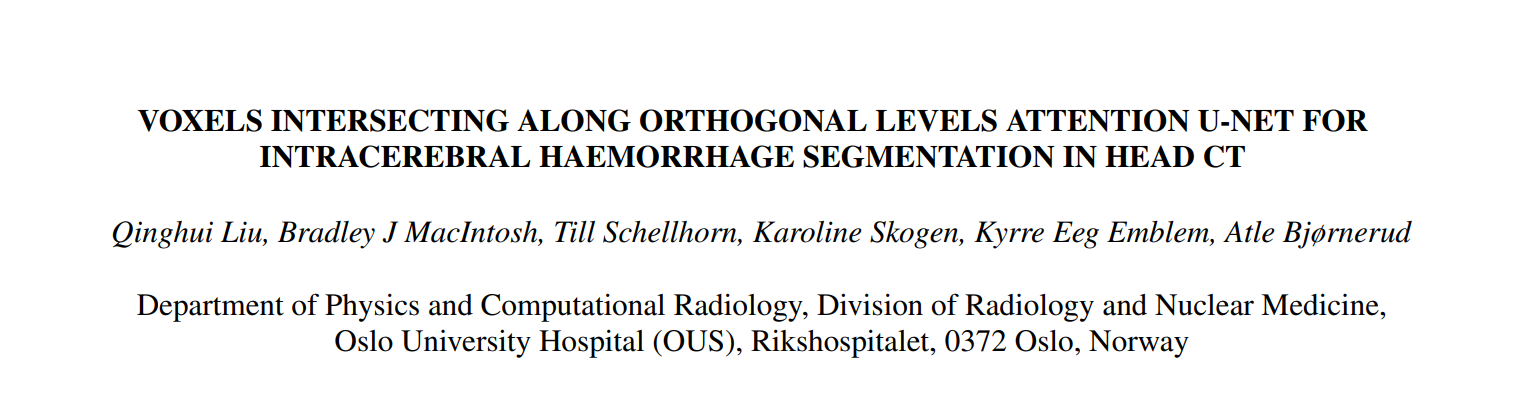 VOXELS INTERSECTING ALONG ORTHOGONAL LEVELS ATTENTION U-NET FOR
INTRACEREBRAL HAEMORRHAGE SEGMENTATION IN HEAD CT
Qinghui Liu, Bradley J MacIntosh, Till Schellhorn, Karoline Skogen, Kyrre Eeg Emblem, Atle Bjørnerud
Department of Physics and Computational Radiology, Division of Radiology and Nuclear Medicine,
Oslo University Hospital (OUS), Rikshospitalet, 0372 Oslo, Norway